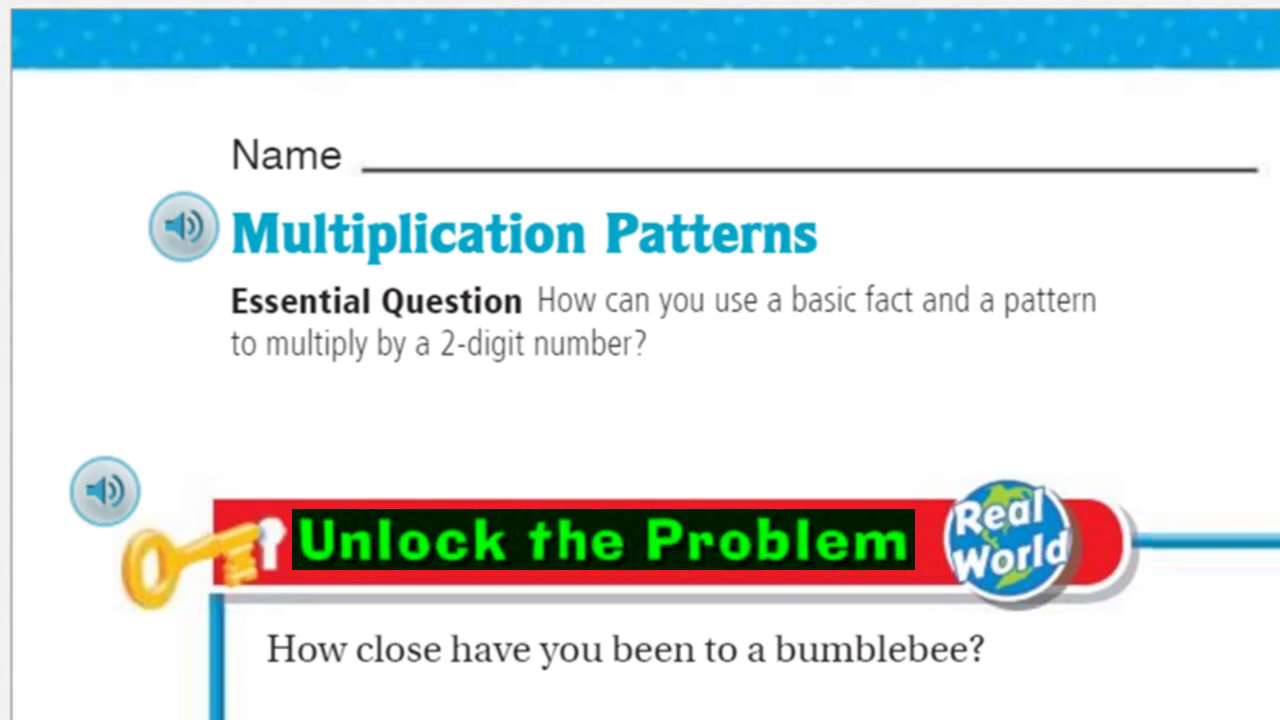 Name
Multiplication Patterns
Essential Question How can you use a basic fact and a pattern
to multiply by a 2-digit number?
Unlock the Problem
Real
World
How close have you been to a bumblebee?